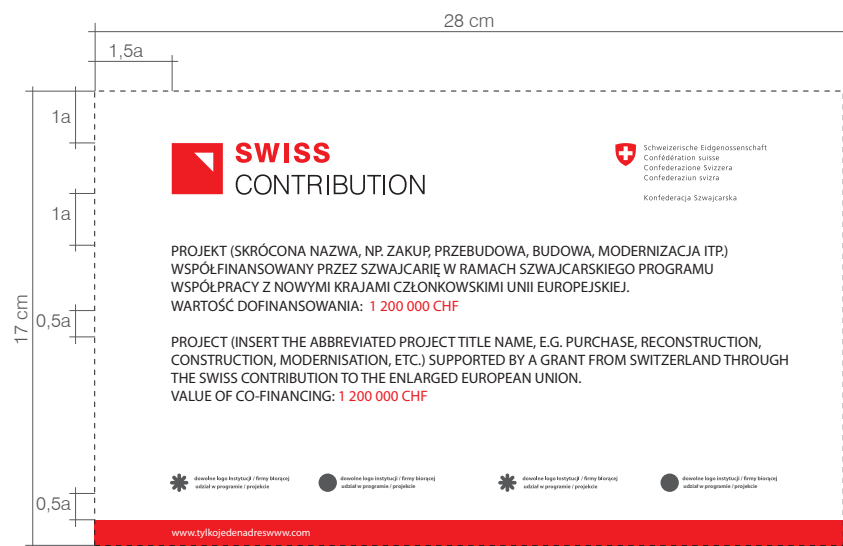 28 cm
1,5a
1a
1a
17 cm
0,5a
0,5a
SWISS
CONTRIBUTION
Schweizerische Eidgenossenschaft
Confédération suisse
Confederazione Svizzera
Confederaziun svizra
Konfederacja Szwajcarska
PROJEKT (SKRÓCONA NAZWA, NP. ZAKUP, PRZEBUDOWA, BUDOWA, MODERNIZACJA ITP.)
WSPÓŁFINANSOWANY PRZEZ SZWAJCARIĘ W RAMACH SZWAJCARSKIEGO PROGRAMU
WSPÓŁPRACY Z NOWYMI KRAJAMI CZŁONKOWSKIMI UNII EUROPEJSKIEJ.
WARTOŚĆ DOFINANSOWANIA: 1 200 000 CHF
PROJECT (INSERT THE ABBREVIATED PROJECT TITLE NAME, E.G. PURCHASE, RECONSTRUCTION,
CONSTRUCTION, MODERNISATION, ETC.) SUPPORTED BY A GRANT FROM SWITZERLAND THROUGH
THE SWISS CONTRIBUTION TO THE ENLARGED EUROPEAN UNION.
VALUE OF CO-FINANCING: 1 200 000 CHF
dowolne logo instytucji / firmy biorącej
udział w programie / projekcie
dowolne logo instytucji / firmy biorącej
udział w programie / projekcie
dowolne logo instytucji / firmy biorącej
udział w programie / projekcie
dowolne logo instytucji / firmy biorącej
udział w programie / projekcie
www.tylkojedenadreswww.com